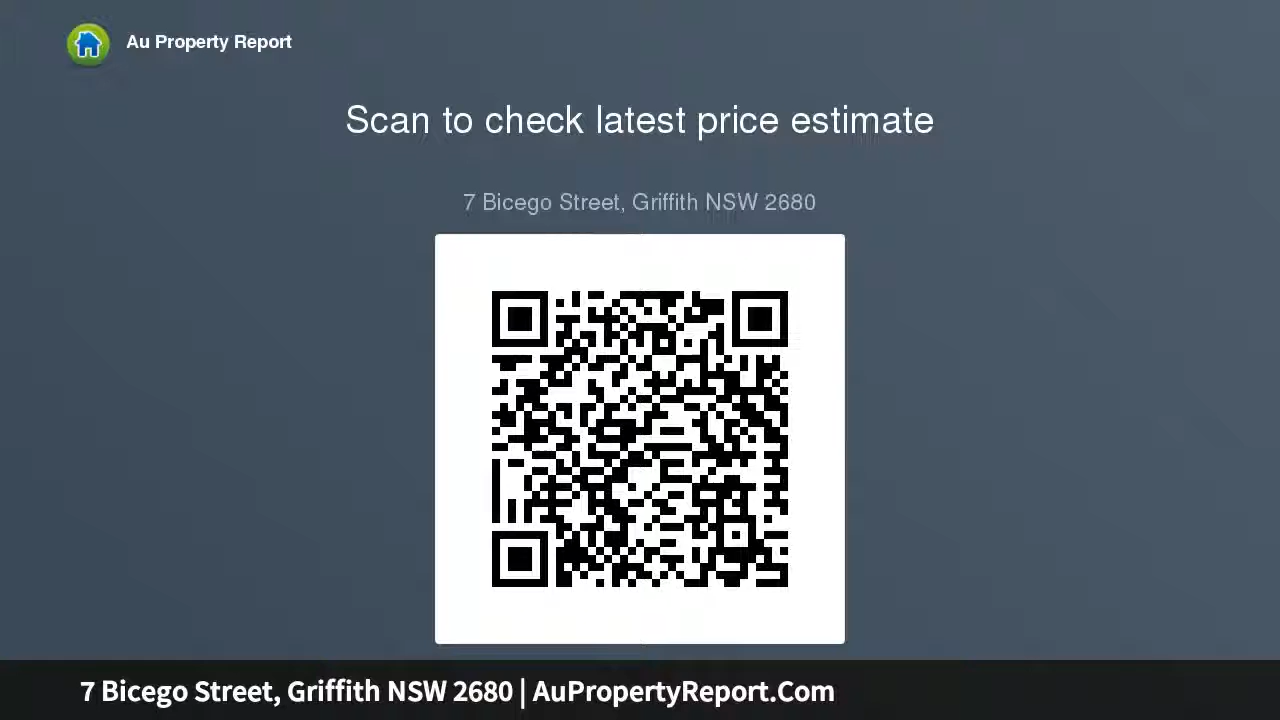 Au Property Report
Scan to check latest price estimate
7 Bicego Street, Griffith NSW 2680
7 Bicego Street, Griffith NSW 2680 | AuPropertyReport.Com